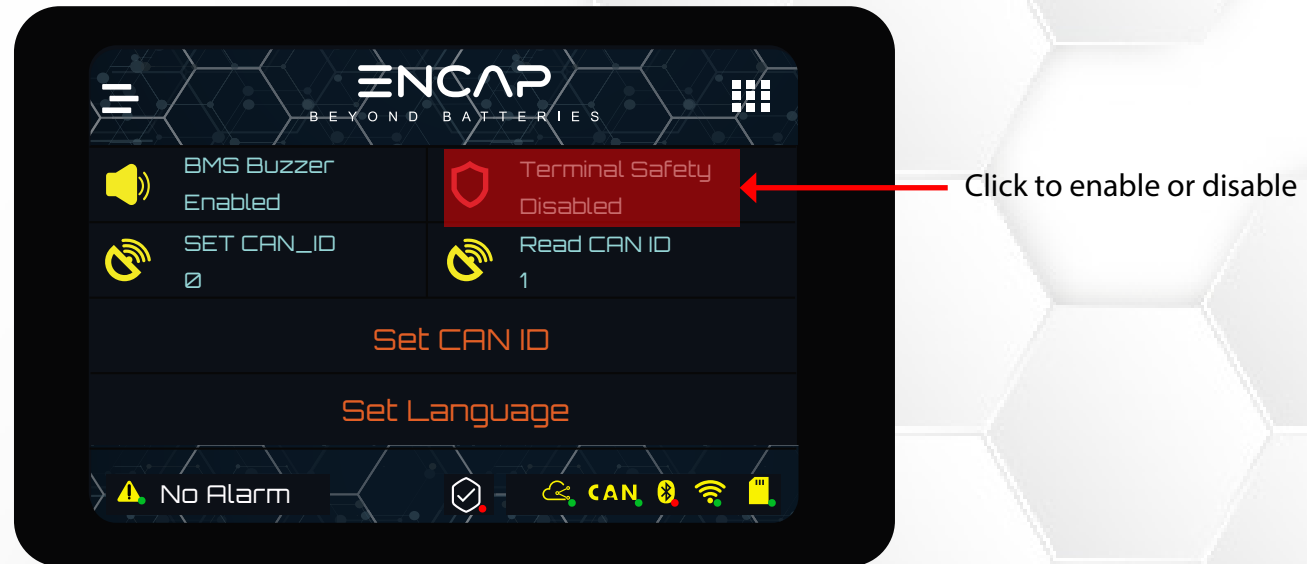 ENCAP
BEYOND BATTERIES
BMS Buzzer
Enabled
Terminal Safety
Disabled
Click to enable or disable
SET CAN_ID
0
Read CAN ID
1
Set CAN ID
Set Language
No Alarm
CAN